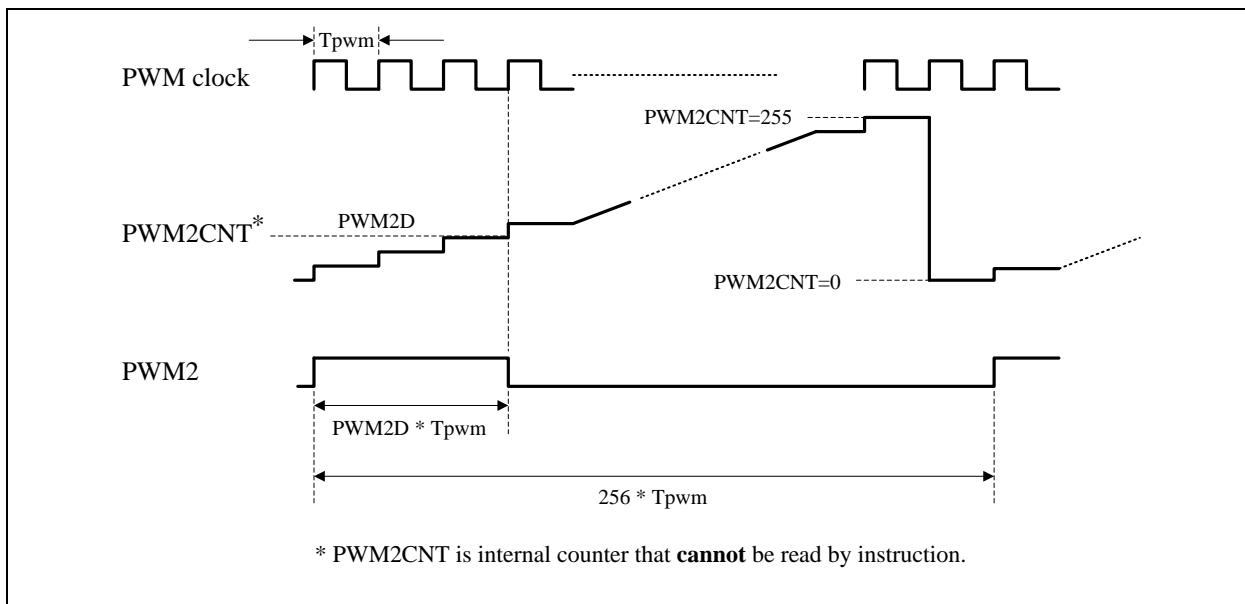 Tpwm
PWM clock
PWM2CNT=255
PWM2D
PWM2CNT*
PWM2CNT=0
PWM2
PWM2D * Tpwm
256 * Tpwm
* PWM2CNT is internal counter that cannot be read by instruction.